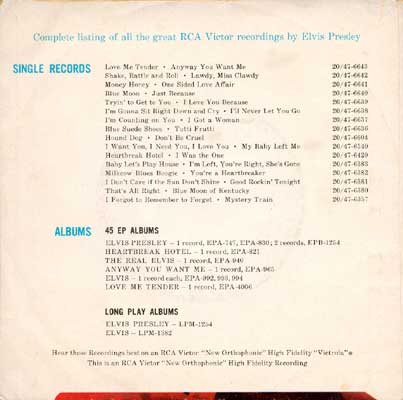 Complete listing of all the great RCA Victor recordings by Elvis Presley
SINGLE RECORDS
Love Me Tender • Anyway You Want Me 20/47-6643
Shake, Rattle and Roll • Lawdy, Miss Clawdy 20/47-6642
Money Honey • One Sided Love Affair 20/47-6641
Blue Moon • Just Because 20/47-6640
Tryin' to Get to You • I Love You Because 20/47-6639
I'm Gonna Sit Right Down and Cry • I'll Never Let You Go 20/47-6638
I'm Counting on You • I Got a Woman 20/47-6637
Blue Suede Shoes • Tutti Frutti 20/47-6636
Hound Dog • Don't Be Cruel 20/47-6604
I Want You, I Need You, I Love You • My Baby Left Me 20/47-6540
Heartbreak Hotel • I Was the One 20/47-6420
Baby Let's Play House • I'm Left, You're Right, She's Gone 20/47-6383
Milkcow Blues Boogie • You're a Heartbreaker 20/47-6382
I Don't Care if the Sun Don't Shine • Good Rockin' Tonight 20/47-6381
That's All Right • Blue Moon of Kentucky 20/47-6380
I Forgot to Remember to Forget • Mystery Train 20/47-6357
ALBUMS
45 EP ALBUMS
ELVIS PRESLEY – 1 record, EPA-747, EPA-830; 2 records, EPB-1254
HEARTBREAK HOTEL – 1 record, EPA-821
THE REAL ELVIS – 1 record, EPA-940
ANYWAY YOU WANT ME – 1 record, EPA-965
ELVIS – 1 record each, EPA-992, 993, 994
LOVE ME TENDER – 1 record, EPA-4006
LONG PLAY ALBUMS
ELVIS PRESLEY – LPM-1254
ELVIS – LPM-1382
Hear these Recordings best on an RCA Victor "New Orthophonic" High Fidelity "Victrola"®
This is an RCA Victor "New Orthophonic" High Fidelity Recording